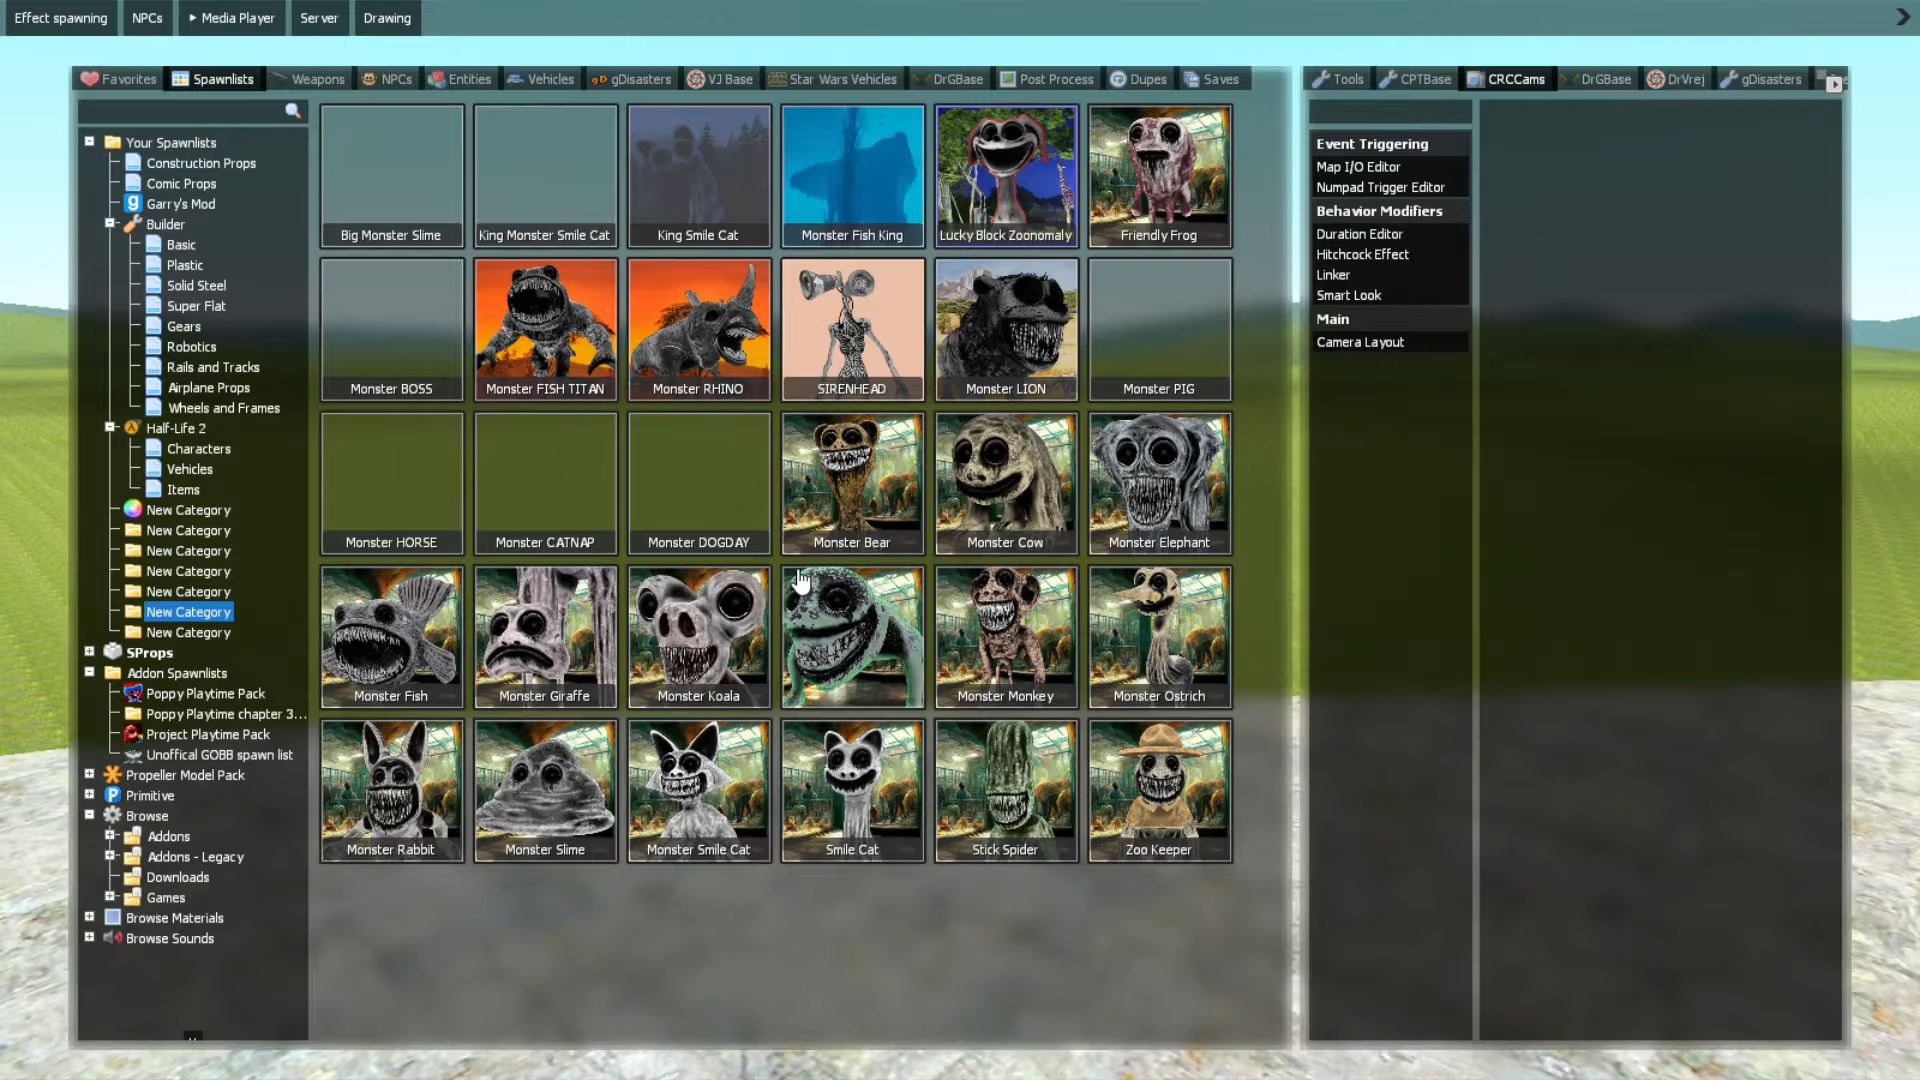 Effect spawning NPCs Media Player Server Drawing
Favorites Spawnlists Weapons NPCs Entities Vehicles gDisasters VJ Base Star Wars Vehicles DrGBase Post Process Dupes Saves
Your Spawnlists
Construction Props
Comic Props
Garry's Mod
Builder
Basic
Plastic
Solid Steel
Super Flat
Gears
Robotics
Rails and Tracks
Airplane Props
Wheels and Frames
Half-Life 2
Characters
Vehicles
Items
New Category
New Category
New Category
New Category
New Category
New Category
New Category
SProps
Addon Spawnlists
Poppy Playtime Pack
Poppy Playtime chapter 3...
Project Playtime Pack
Unoffical GOBB spawn list
Propeller Model Pack
Primitive
Browse
Addons
Addons - Legacy
Downloads
Games
Browse Materials
Browse Sounds
Big Monster Slime King Monster Smile Cat King Smile Cat Monster Fish King Lucky Block Zoonomaly Friendly Frog
Monster BOSS Monster FISH TITAN Monster RHINO SIRENHEAD Monster LION Monster PIG
Monster HORSE Monster CATNAP Monster DOGDAY Monster Bear Monster Cow Monster Elephant
Monster Fish Monster Giraffe Monster Koala Monster Monkey Monster Ostrich
Monster Rabbit Monster Slime Monster Smile Cat Smile Cat Stick Spider Zoo Keeper
Tools CPTBase CRCCams DrGBase DrVrej gDisasters
Event Triggering
Map I/O Editor
Numpad Trigger Editor
Behavior Modifiers
Duration Editor
Hitchcock Effect
Linker
Smart Look
Main
Camera Layout